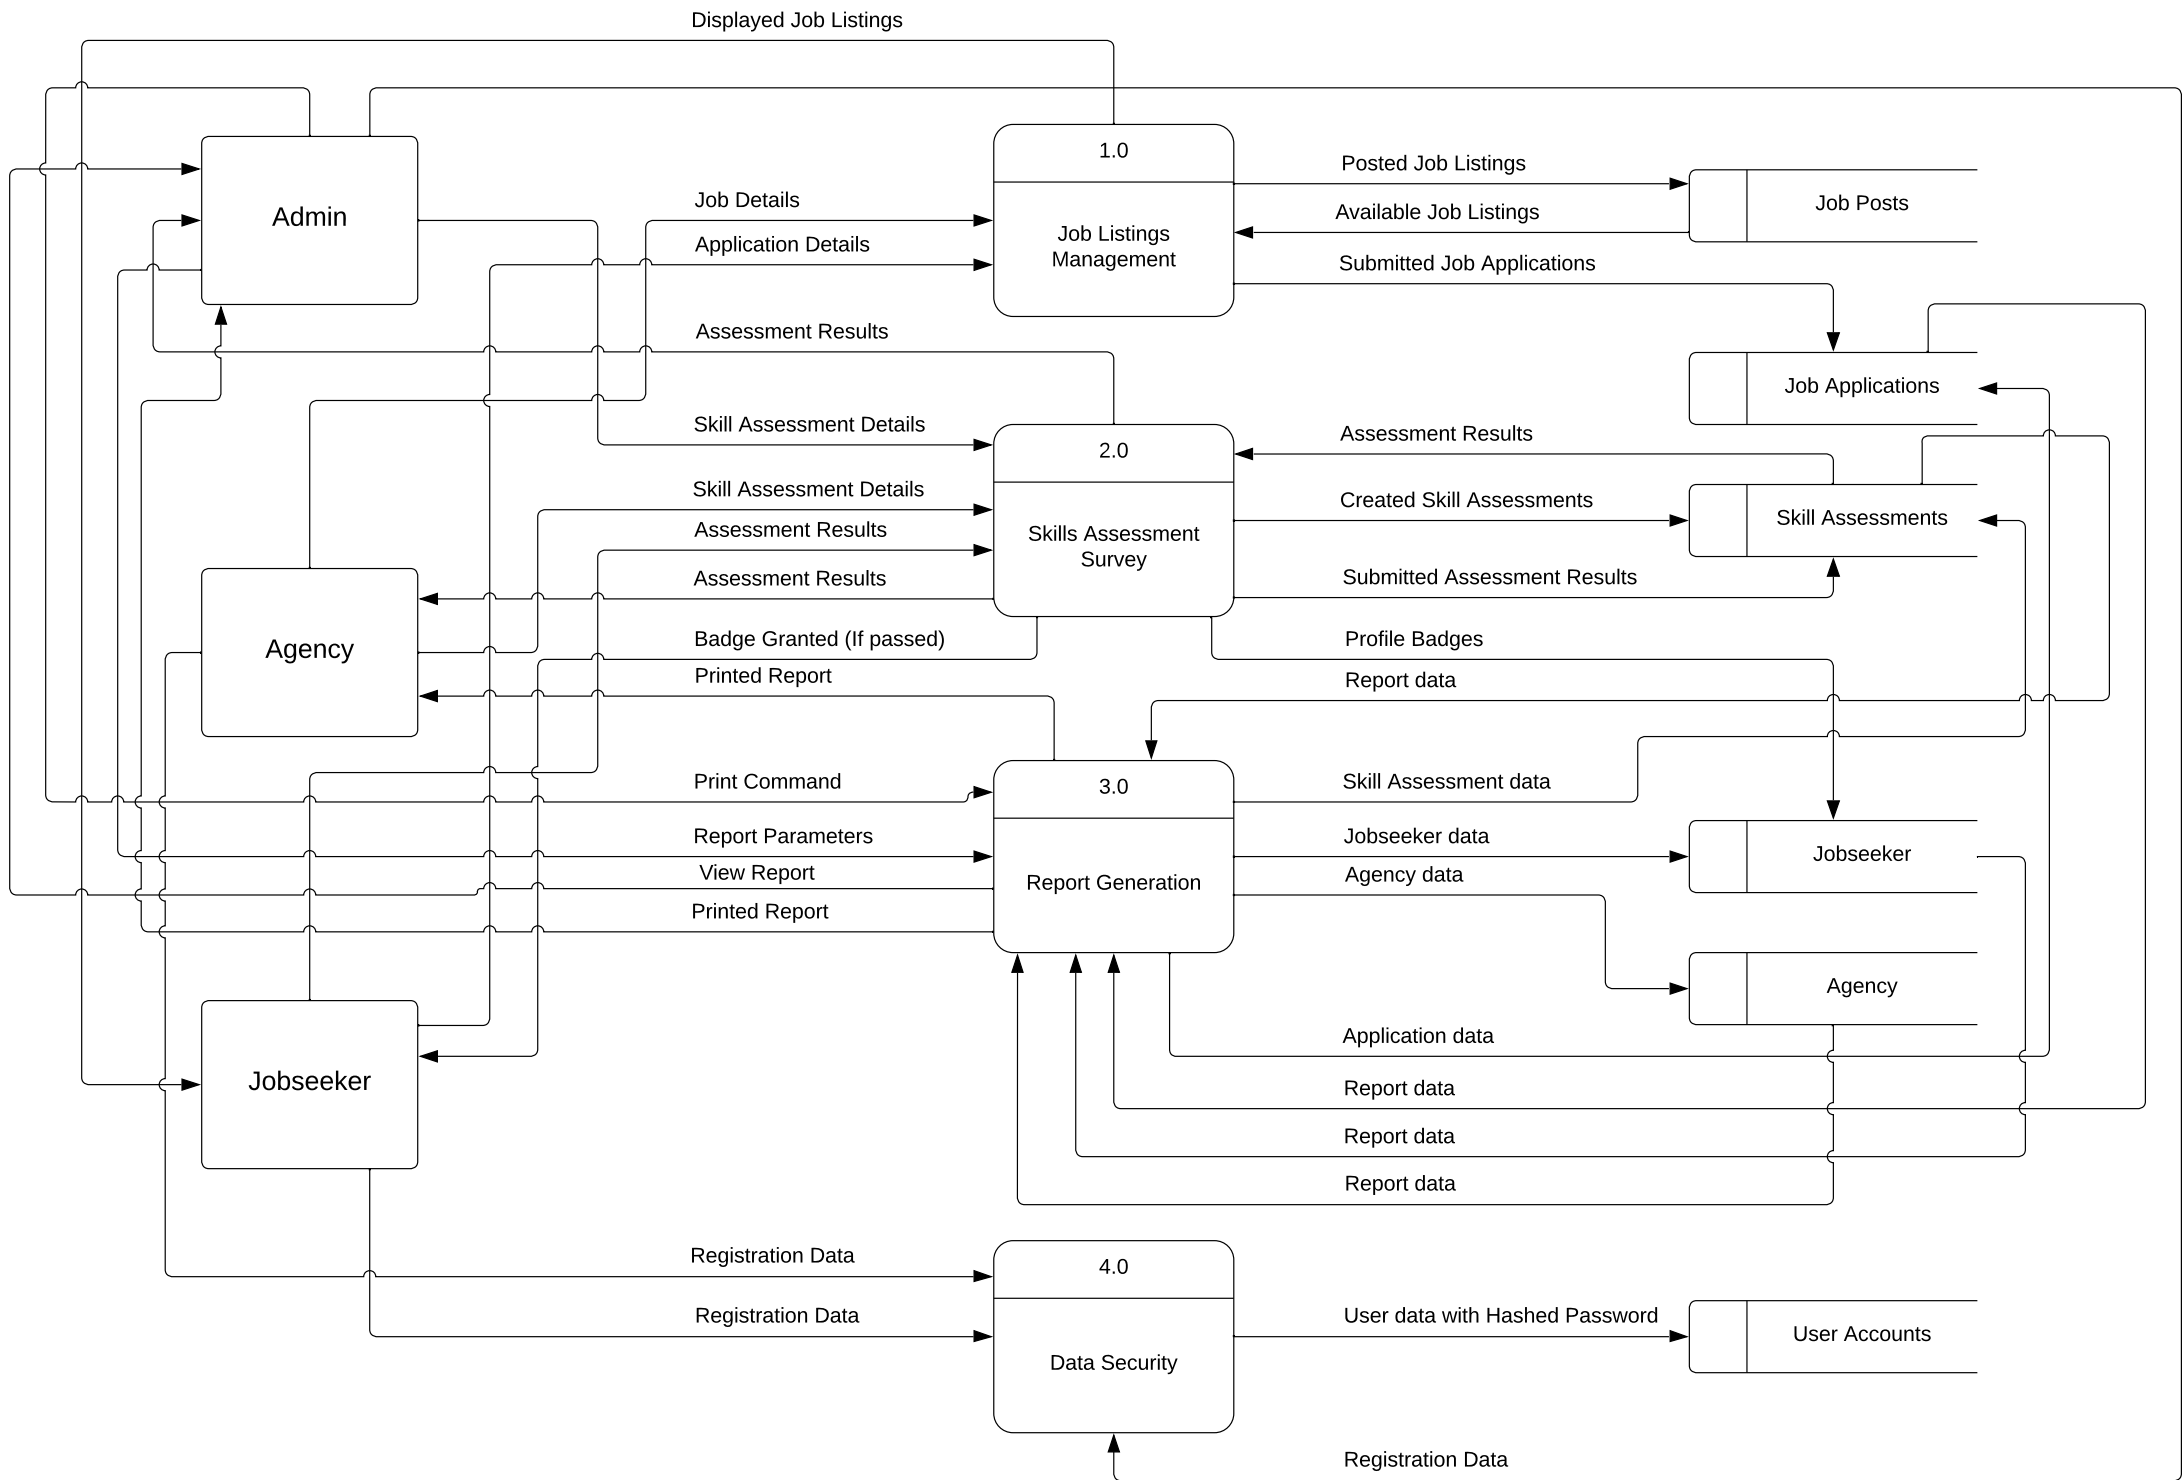 Displayed Job Listings
1.0
Posted Job Listings
Job Details
Job Posts
Admin
Available Job Listings
Job Listings
Management
Application Details
Submitted Job Applications
Assessment Results
Job Applications
Skill Assessment Details
Assessment Results
2.0
Skill Assessment Details
Created Skill Assessments
Skill Assessments
Assessment Results
Skills Assessment
Survey
Assessment Results
Submitted Assessment Results
Agency
Badge Granted (If passed)
Profile Badges
Printed Report
Report data
Print Command
3.0
Skill Assessment data
Report Parameters
Jobseeker data
Jobseeker
View Report
Agency data
Report Generation
Printed Report
Agency
Application data
Jobseeker
Report data
Report data
Report data
Registration Data
4.0
Registration Data
User data with Hashed Password
User Accounts
Data Security
Registration Data